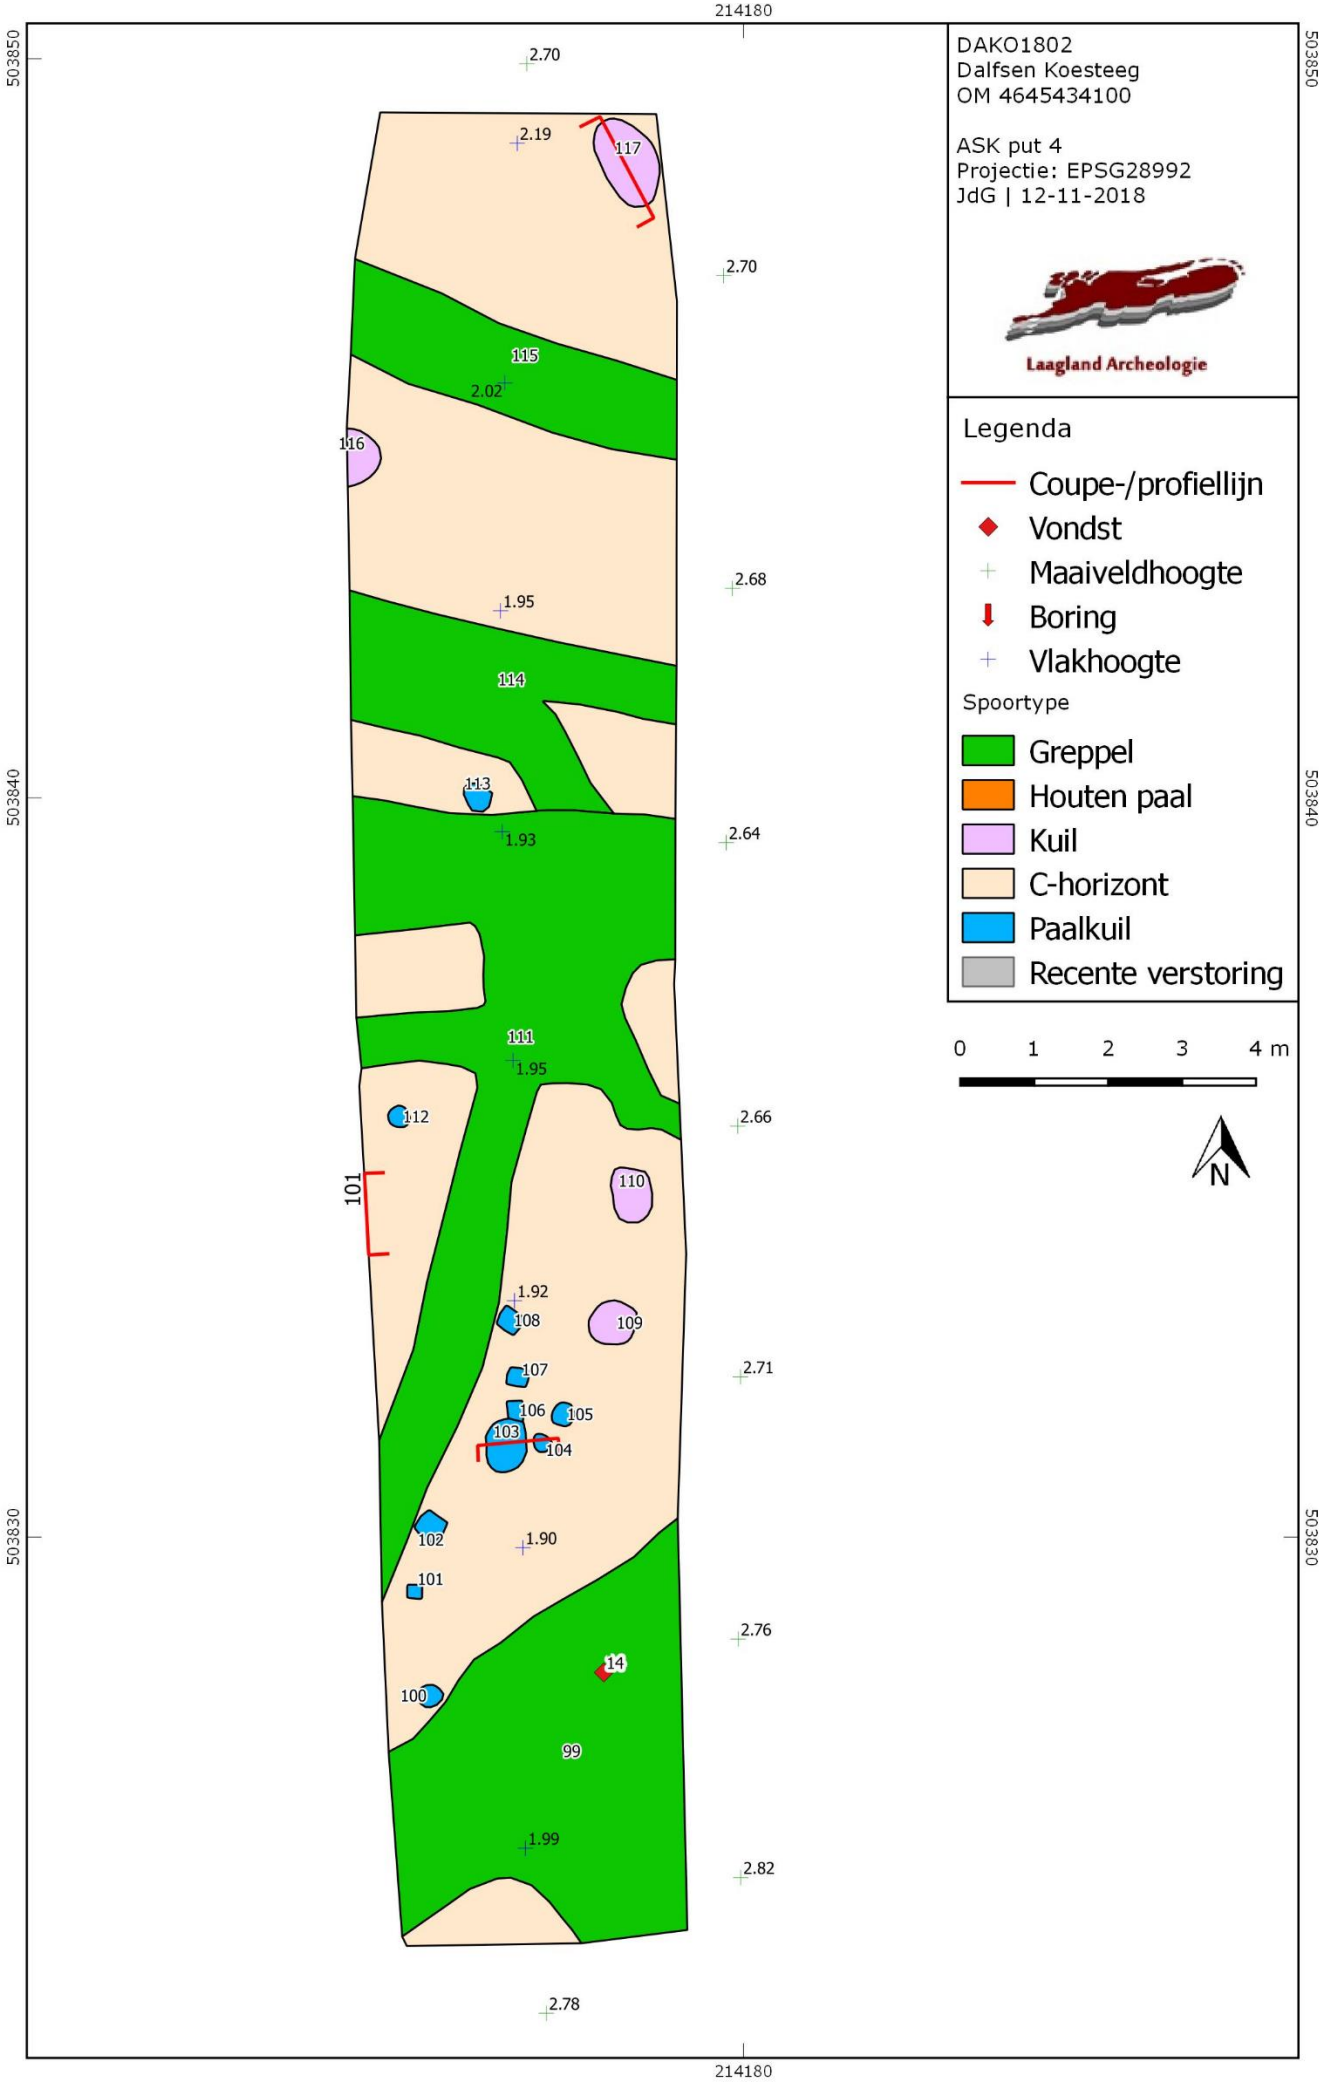 214180
503850
503850
DAKO1802
Dalfsen Koesteeg
OM 4645434100
ASK put 4
Projectie: EPSG28992
JdG | 12-11-2018
Laagland Archeologie
Legenda
Coupe-/profiellijn
Vondst
Maaiveldhoogte
Boring
Vlakhoogte
Spoortype
Greppel
Houten paal
Kuil
C-horizont
Paalkuil
Recente verstoring
0 1 2 3 4 m
N
2.70
2.19
117
2.70
115
2.02
116
2.68
1.95
114
113
503840
503840
1.93
2.64
111
1.95
112
2.66
101
110
1.92
108
109
107
2.71
106
105
103
104
102
1.90
503830
503830
101
2.76
14
100
99
1.99
2.82
2.78
214180